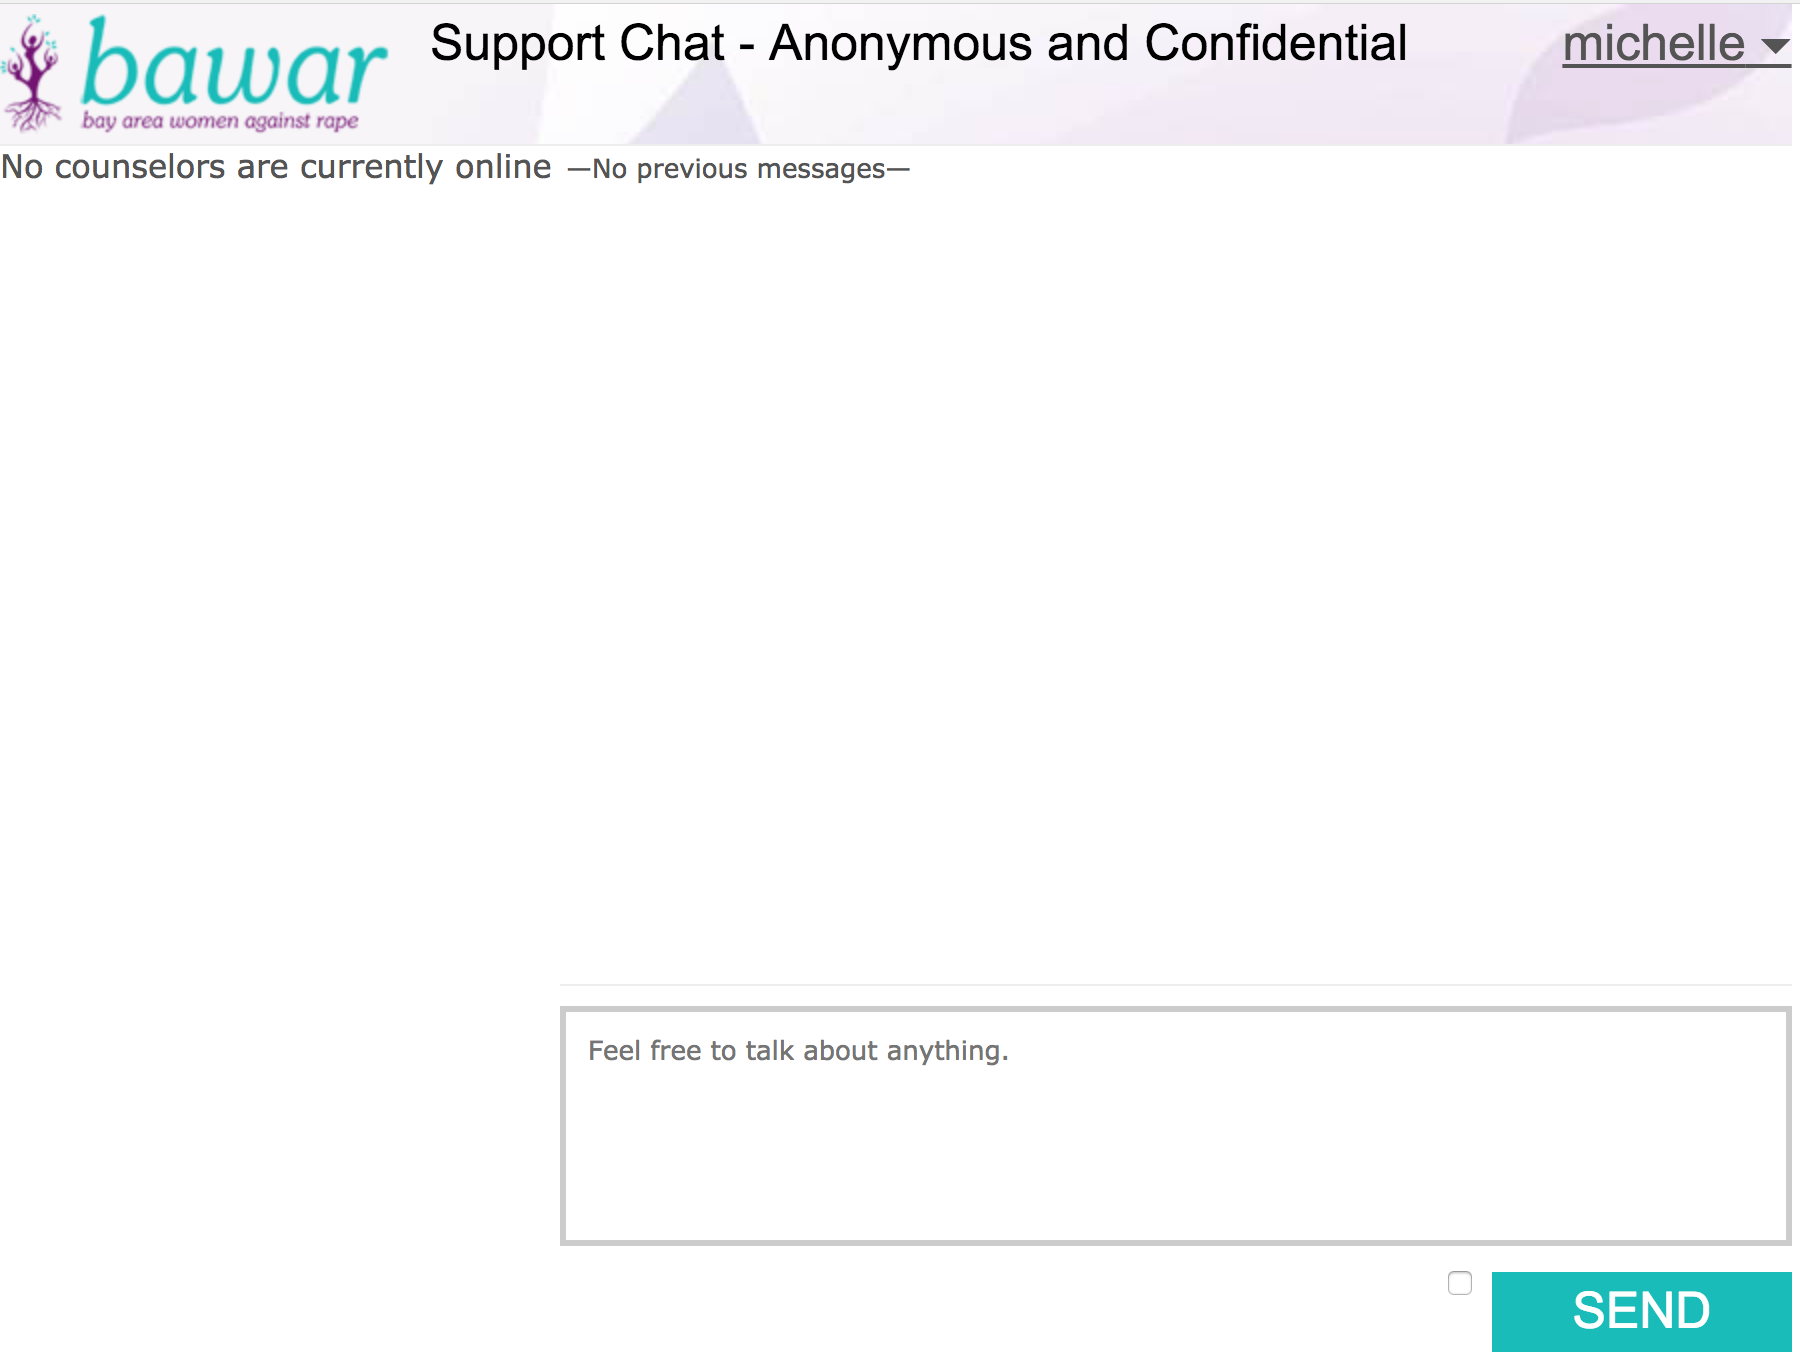 bawar
bay area women against rape
Support Chat - Anonymous and Confidential
michelle
No counselors are currently online —No previous messages—
Feel free to talk about anything.
SEND